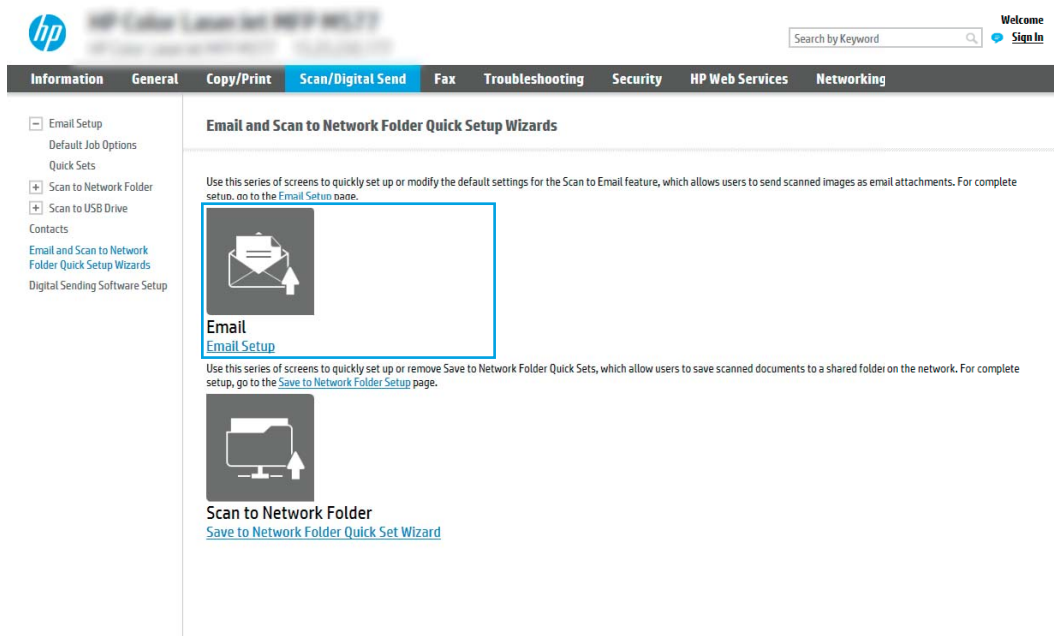 hp
HP Color LaserJet MFP M577
Welcome
Search by Keyword
Sign In
Information General Copy/Print Scan/Digital Send Fax Troubleshooting Security HP Web Services Networking
Email Setup
Default Job Options
Quick Sets
Scan to Network Folder
Scan to USB Drive
Contacts
Email and Scan to Network
Folder Quick Setup Wizards
Digital Sending Software Setup
Email and Scan to Network Folder Quick Setup Wizards
Use this series of screens to quickly set up or modify the default settings for the Scan to Email feature, which allows users to send scanned images as email attachments. For complete
setup, go to the Email Setup page.
Email
Email Setup
Use this series of screens to quickly set up or remove Save to Network Folder Quick Sets, which allow users to save scanned documents to a shared folder on the network. For complete
setup, go to the Save to Network Folder Setup page.
Scan to Network Folder
Save to Network Folder Quick Set Wizard